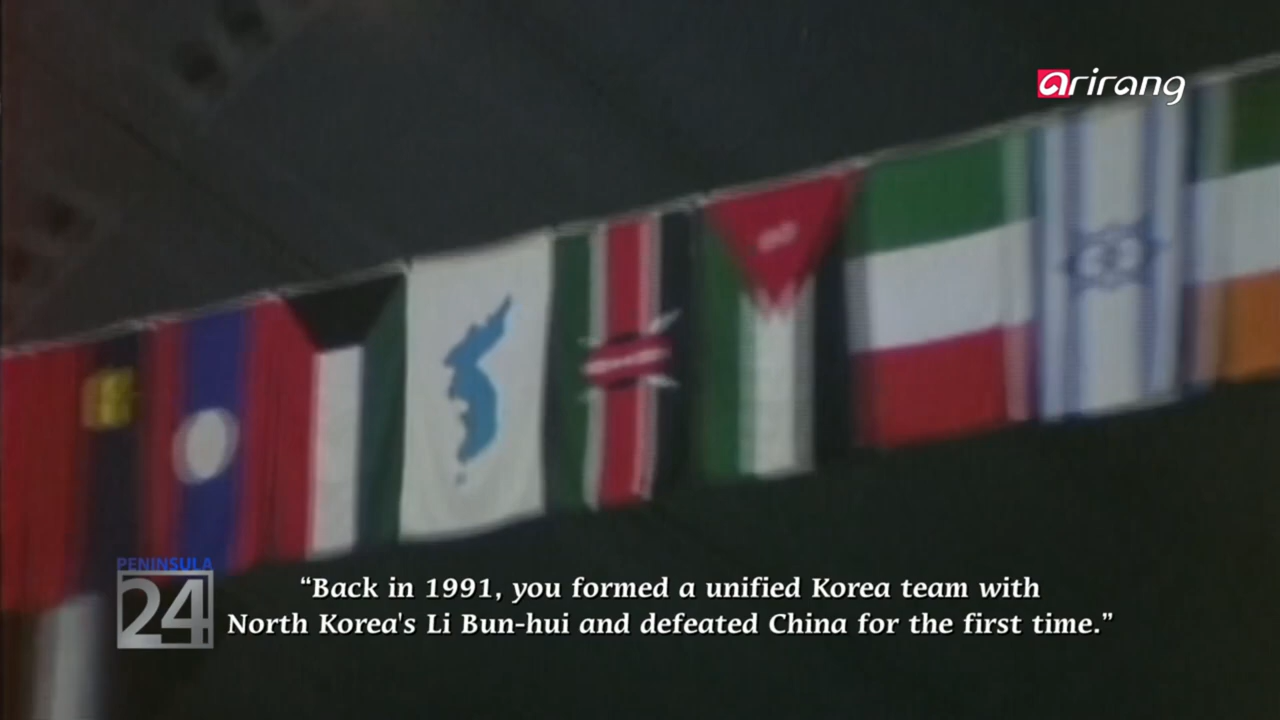 arirang
PENINSULA
24
“Back in 1991, you formed a unified Korea team with
North Korea's Li Bun-hui and defeated China for the first time.”